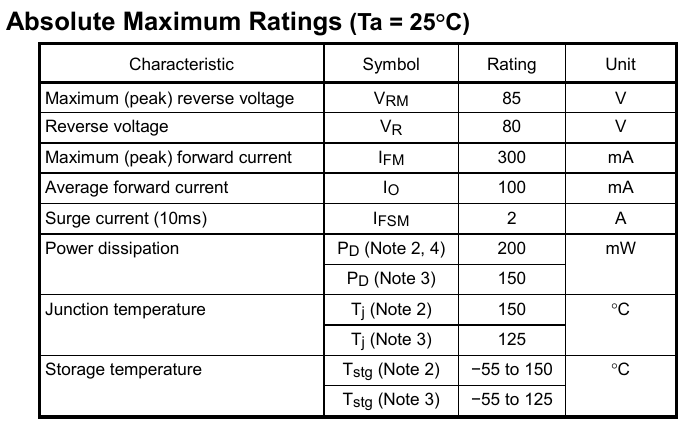 Absolute Maximum Ratings (Ta = 25°C)
Characteristic Symbol Rating Unit
Maximum (peak) reverse voltage VRM 85 V
Reverse voltage VR 80 V
Maximum (peak) forward current IFM 300 mA
Average forward current IO 100 mA
Surge current (10ms) IFSM 2 A
Power dissipation PD (Note 2, 4) 200 mW
PD (Note 3) 150
Junction temperature Tj (Note 2) 150 °C
Tj (Note 3) 125
Storage temperature Tstg (Note 2) −55 to 150 °C
Tstg (Note 3) −55 to 125